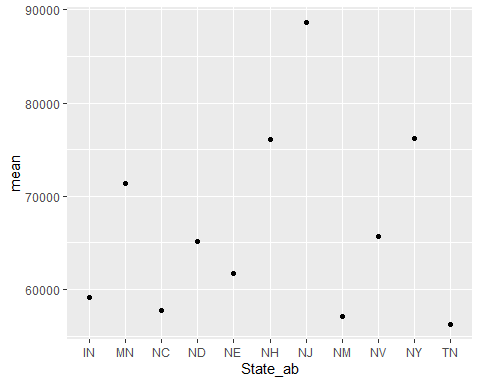 90000
80000
70000
60000
mean
IN MN NC ND NE NH NJ NM NV NY TN
State_ab